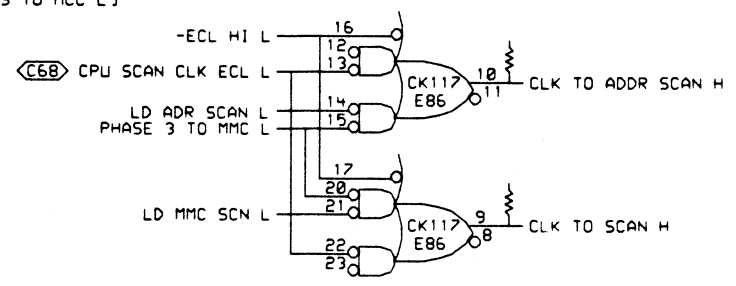 S TO MCC L]
-ECL HI L 16
12
C68 CPU SCAN CLK ECL L 13
CK117 10 CLK TO ADDR SCAN H
E86 11
LD ADR SCAN L 14
PHASE 3 TO MMC L 15
17
20
LD MMC SCN L 21
CK117 9 CLK TO SCAN H
E86 8
22
23